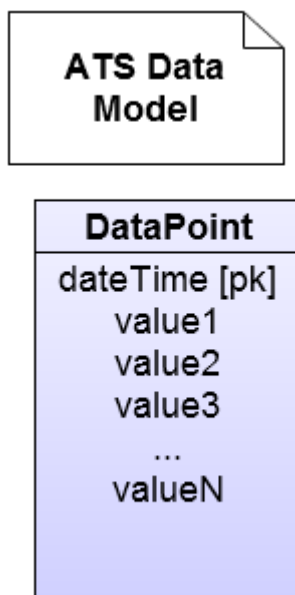 ATS Data
Model
DataPoint
dateTime [pk]
value1
value2
value3
...
valueN